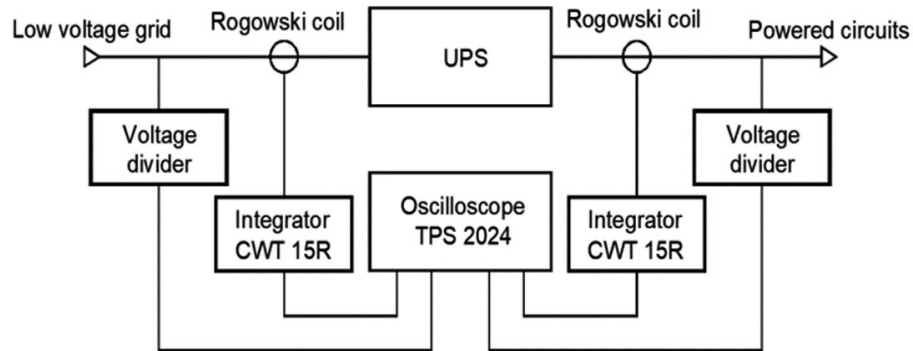 Low voltage grid
Rogowski coil
UPS
Rogowski coil
Powered circuits
Voltage
divider
Integrator
CWT 15R
Oscilloscope
TPS 2024
Integrator
CWT 15R
Voltage
divider